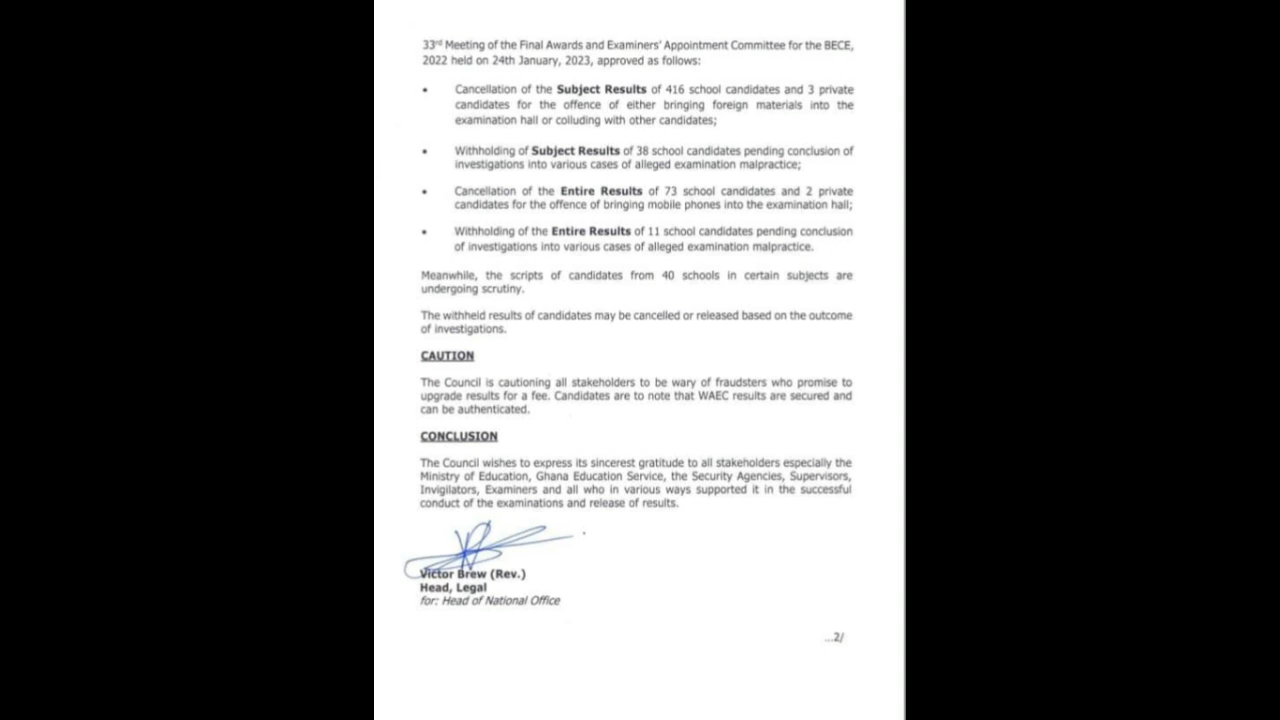 33rd Meeting of the Final Awards and Examiners' Appointment Committee for the BECE,
2022 held on 24th January, 2023, approved as follows:
• Cancellation of the Subject Results of 416 school candidates and 3 private
candidates for the offence of either bringing foreign materials into the
examination hall or colluding with other candidates;
• Withholding of Subject Results of 38 school candidates pending conclusion of
investigations into various cases of alleged examination malpractice;
• Cancellation of the Entire Results of 73 school candidates and 2 private
candidates for the offence of bringing mobile phones into the examination hall;
• Withholding of the Entire Results of 11 school candidates pending conclusion
of investigations into various cases of alleged examination malpractice.
Meanwhile, the scripts of candidates from 40 schools in certain subjects are
undergoing scrutiny.
The withheld results of candidates may be cancelled or released based on the outcome
of investigations.
CAUTION
The Council is cautioning all stakeholders to be wary of fraudsters who promise to
upgrade results for a fee. Candidates are to note that WAEC results are secured and
can be authenticated.
CONCLUSION
The Council wishes to express its sincerest gratitude to all stakeholders especially the
Ministry of Education, Ghana Education Service, the Security Agencies, Supervisors,
Invigilators, Examiners and all who in various ways supported it in the successful
conduct of the examinations and release of results.
Victor Brew (Rev.)
Head, Legal
for: Head of National Office
...2/